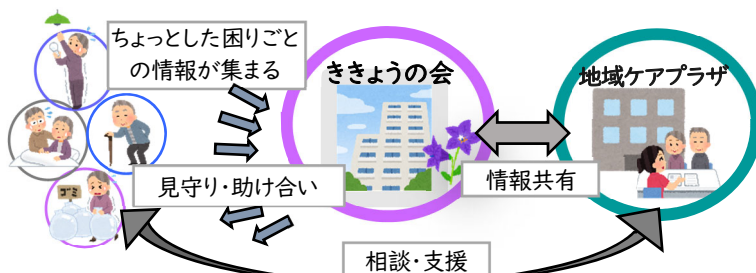 ちょっとした困りごと
の情報が集まる
ききょうの会
地域ケアプラザ
見守り・助け合い
情報共有
ゴミ
相談・支援